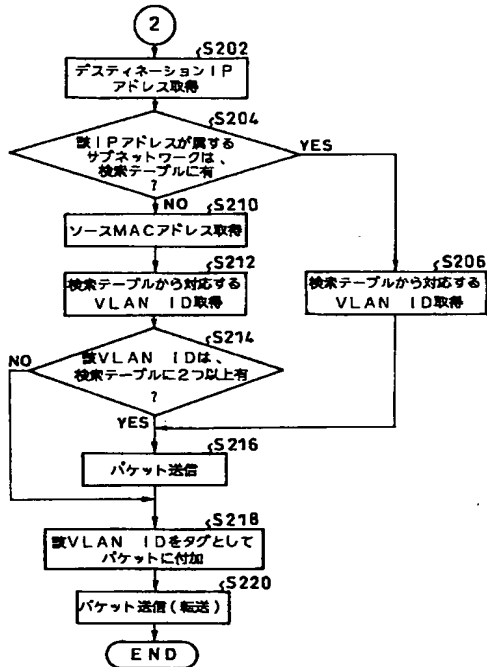 2
S202
デスティネーションIP
アドレス取得
S204
該IPアドレスが属する
サブネットワークは、
検索テーブルに有
?
YES
NO
S210
ソースMACアドレス取得
S212
検索テーブルから対応する
VLAN ID取得
S206
検索テーブルから対応する
VLAN ID取得
S214
NO
該VLAN IDは、
検索テーブルに2つ以上有
?
YES
S216
パケット送信
S218
該VLAN IDをタグとして
パケットに付加
S220
パケット送信(転送)
END